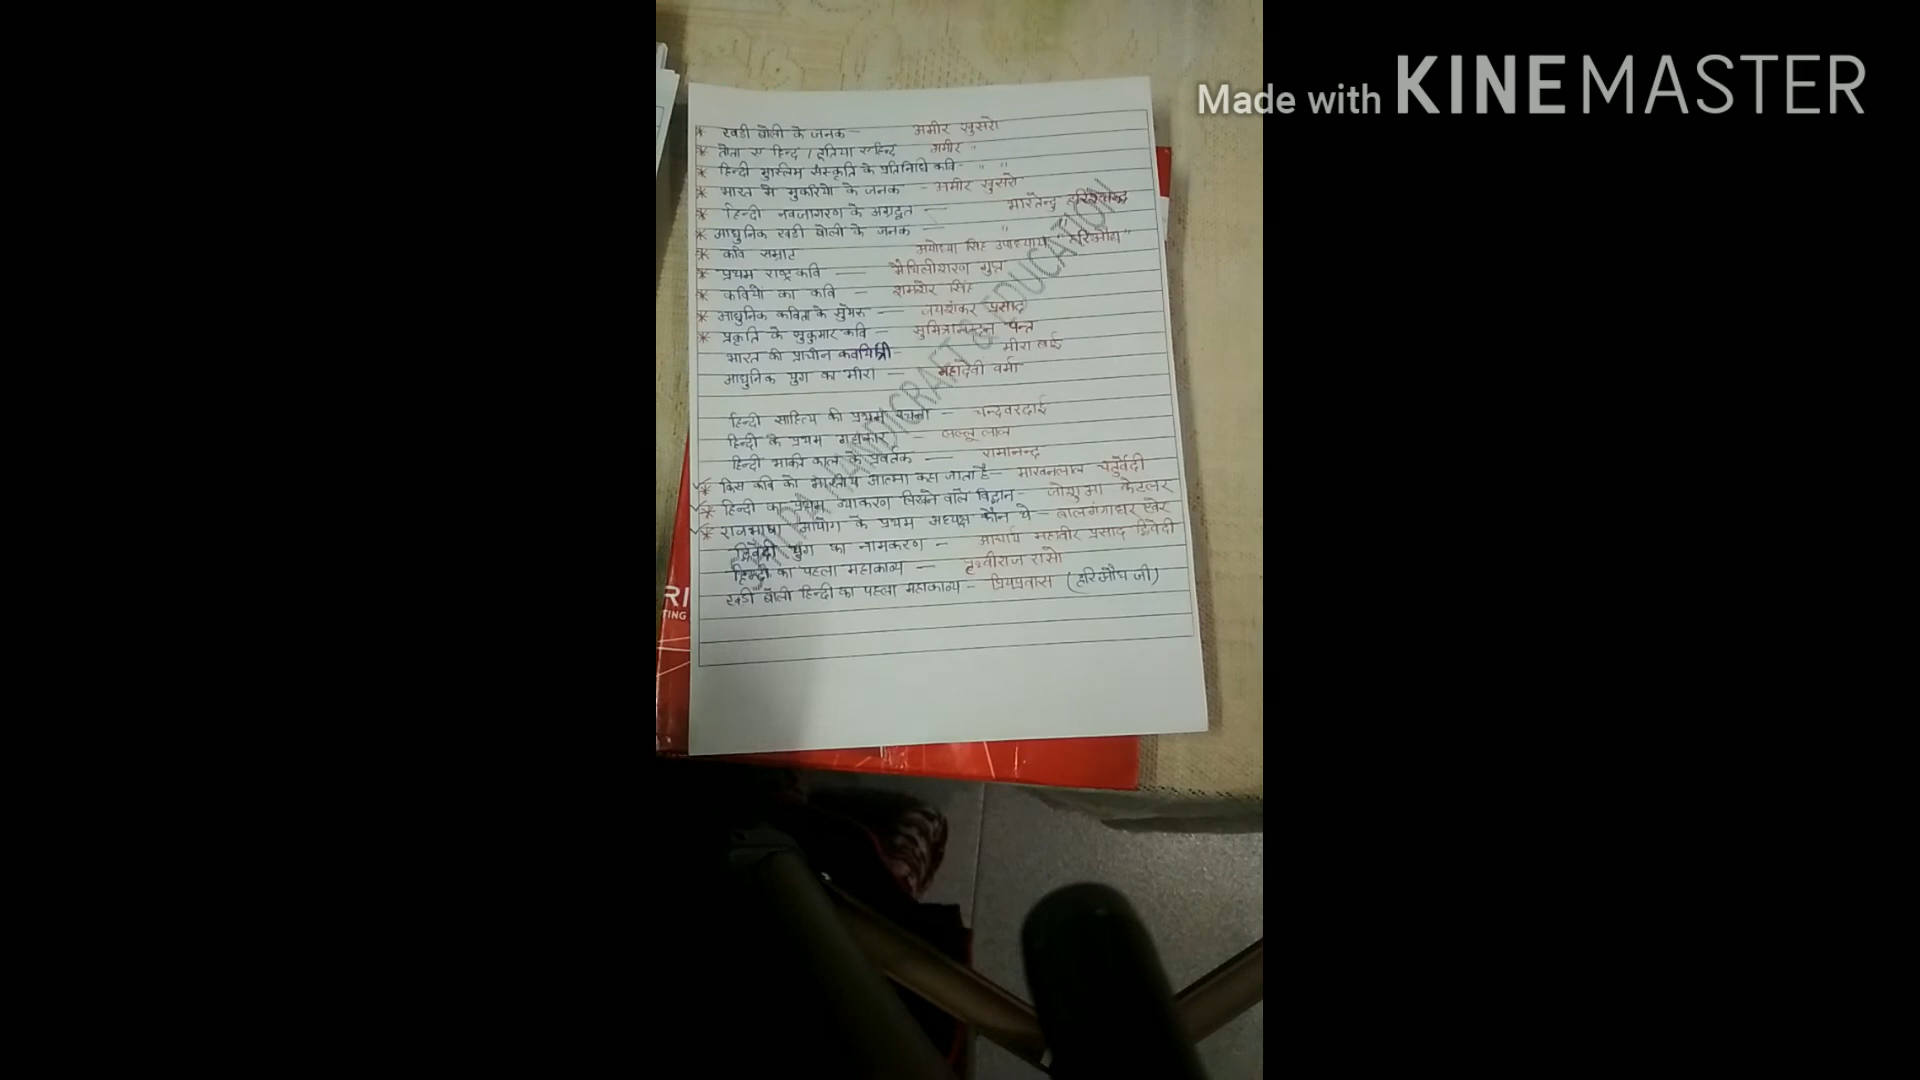 Made with KINEMASTER
* खडी बोली के जनक - अमीर खुसरो
* तोता ए हिन्द / तूतिया ए हिन्द अमीर "
* हिन्दी मुस्लिम संस्कृति के प्रतिनिधि कवि - " "
* भारत मे मुकरियो के जनक - अमीर खुसरो
* हिन्दी नवजागरण के अग्रदूत — भारतेन्दु हरिश्चन्द्र
* आधुनिक खडी बोली के जनक — " "
* कवि सम्राट अयोध्या सिंह उपाध्याय "हरिऔध"
* प्रथम राष्ट्रकवि — मैथिलीशरण गुप्त
* कवियो का कवि — शमशेर सिंह
* आधुनिक कविता के सुमेरु — जयशंकर प्रसाद
* प्रकृति के सुकुमार कवि — सुमित्रानन्दन पन्त
भारत की प्राचीन कवयित्री - मीरा बाई
आधुनिक युग का मीरा — महादेवी वर्मा
हिन्दी साहित्य की प्रथम रचना — चन्दवरदाई
हिन्दी के प्रथम - लल्लू लाल
हिन्दी भक्ति काल के प्रवर्तक — रामानन्द
* किस कवि को भारतीय आत्मा कहा जाता है - माखनलाल चतुर्वेदी
* हिन्दी का प्रथम व्याकरण लिखने वाले विद्वान - जोशुआ केटलर
* राजभाषा आयोग के प्रथम अध्यक्ष कौन थे - बालगंगाधर खेर
द्विवेदी युग का नामकरण - आचार्य महावीर प्रसाद द्विवेदी
हिन्दी का पहला महाकाव्य — पृथ्वीराज रासो
खडी बोली हिन्दी का पहला महाकाव्य - प्रियप्रवास (हरिऔध जी)
HANDICRAFT & EDUCATION
RI
TING